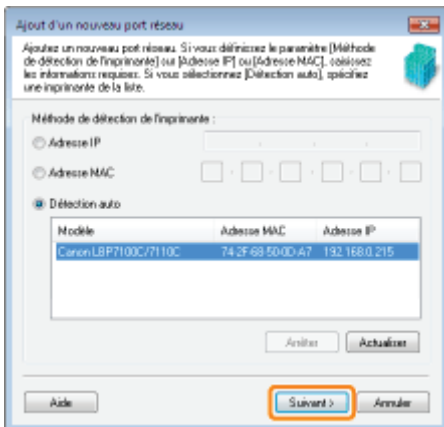 Ajout d'un nouveau port réseau
Ajoutez un nouveau port réseau. Si vous définissez le paramètre [Méthode
de détection de l'imprimante] sur [Adresse IP] ou [Adresse MAC], saisissez
les informations requises. Si vous sélectionnez [Détection auto], spécifiez
une imprimante de la liste.
Méthode de détection de l'imprimante :
Adresse IP
Adresse MAC
Détection auto
Modèle Adresse MAC Adresse IP
Canon LBP7100C/7110C 74-2F-68-50-0D-A7 192.168.0.215
Arrêter Actualiser
Aide Suivant > Annuler